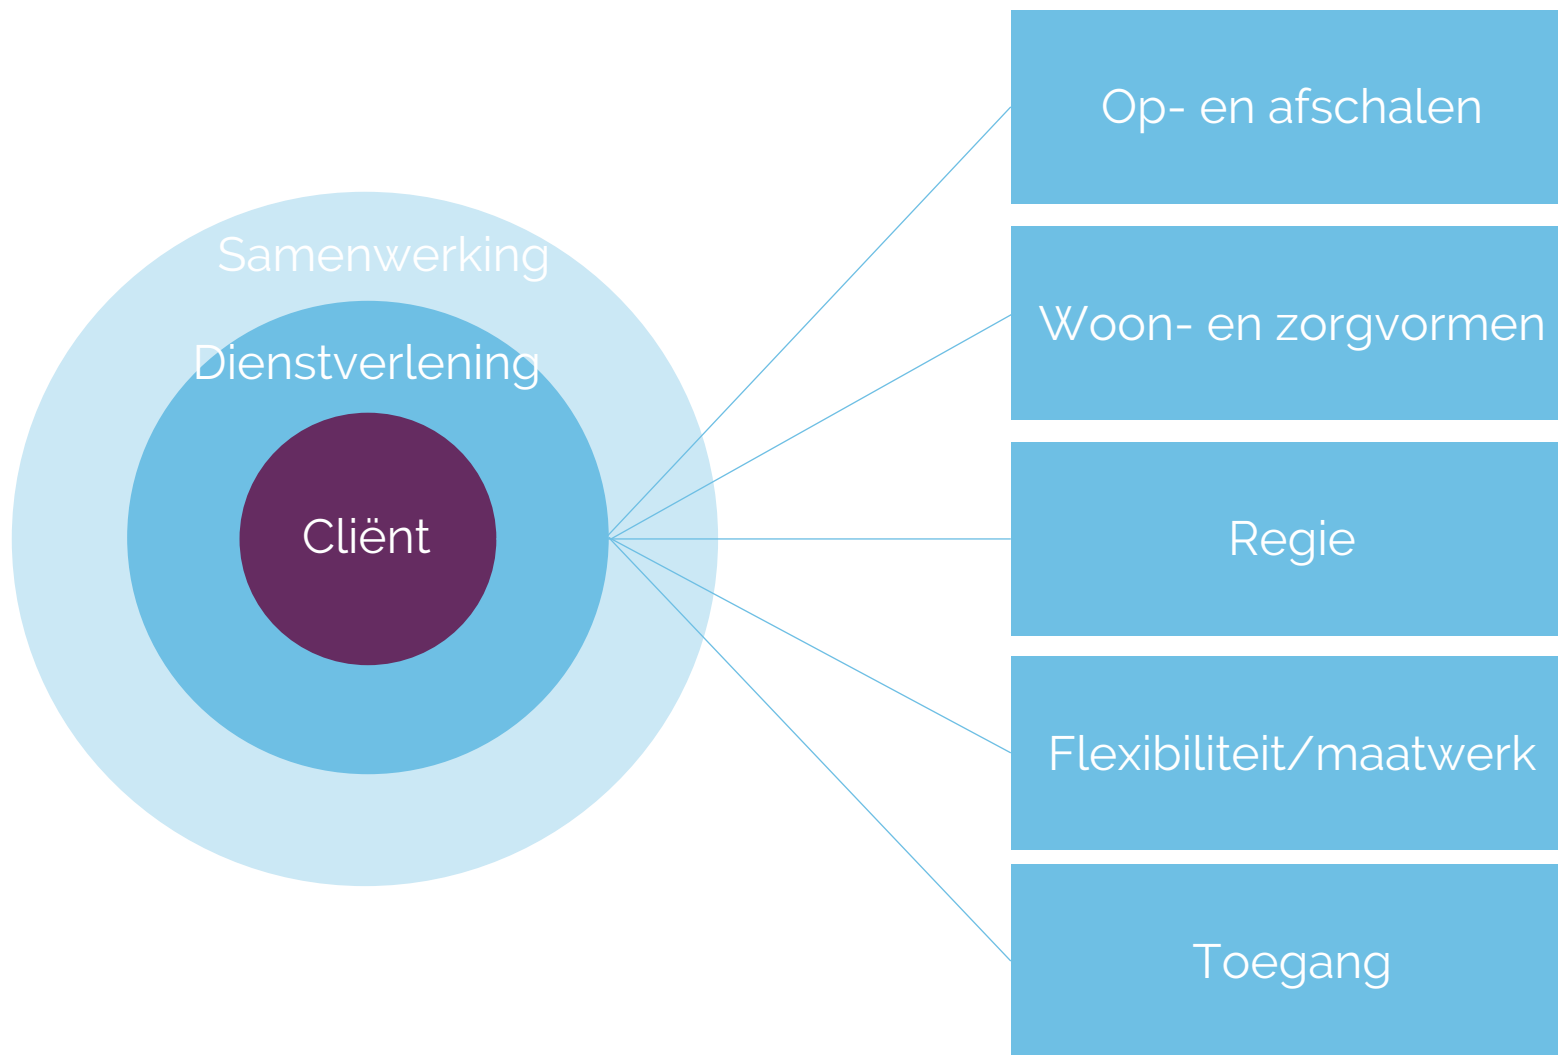 Samenwerking
Dienstverlening
Cliënt
Op- en afschalen
Woon- en zorgvormen
Regie
Flexibiliteit/maatwerk
Toegang